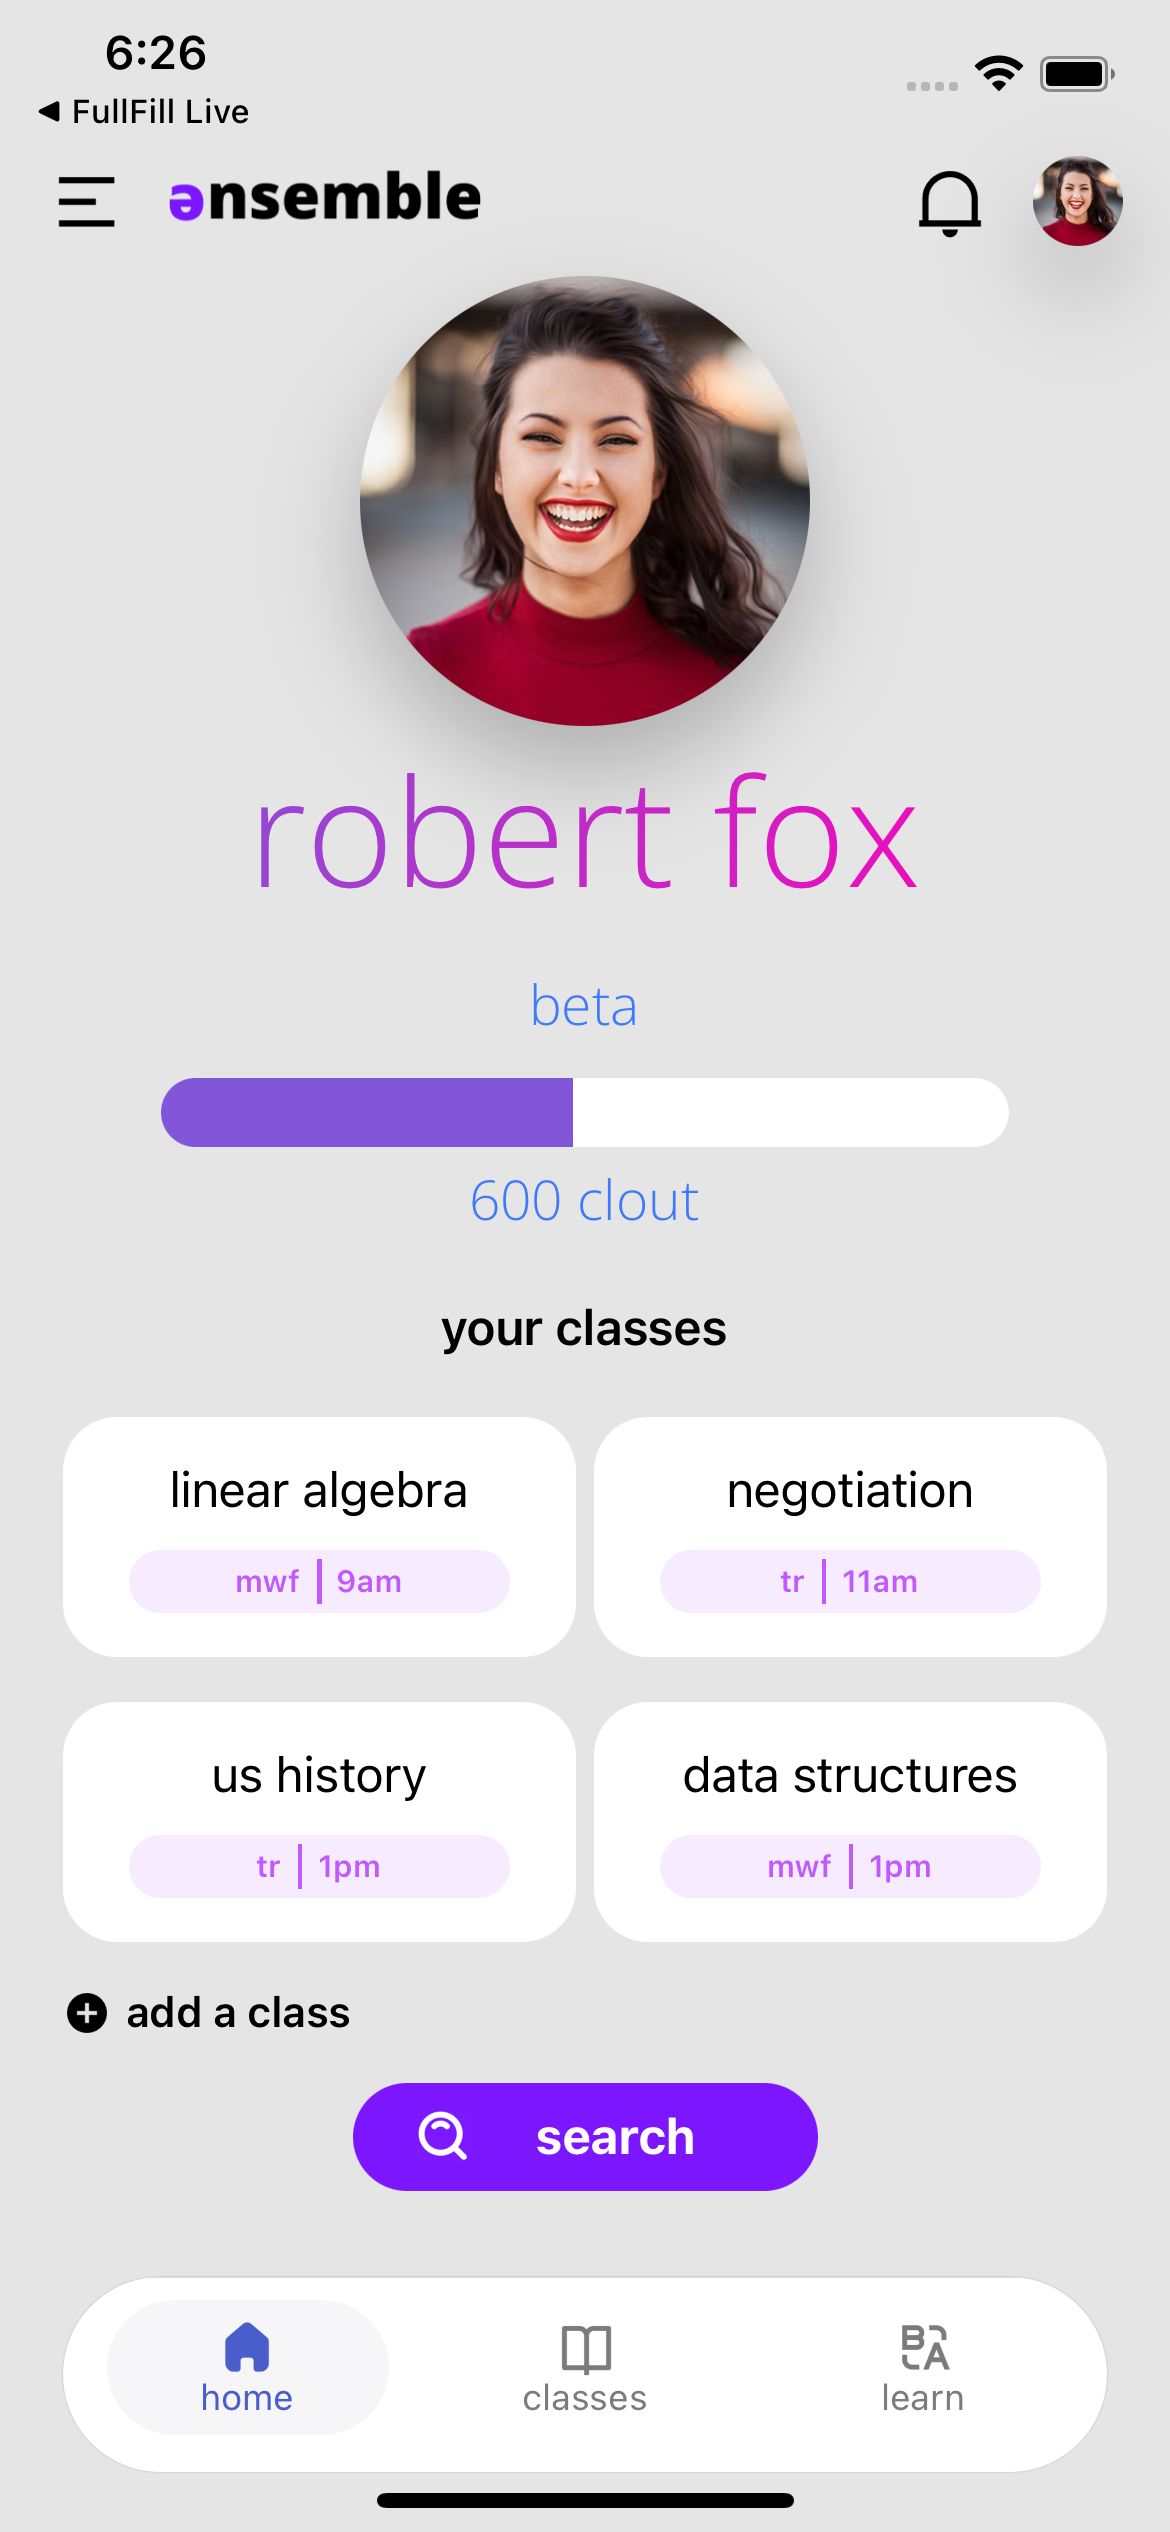 6:26
◀ FullFill Live
ənsemble
robert fox
beta
600 clout
your classes
linear algebra
mwf | 9am
negotiation
tr | 11am
us history
tr | 1pm
data structures
mwf | 1pm
add a class
search
home
classes
learn